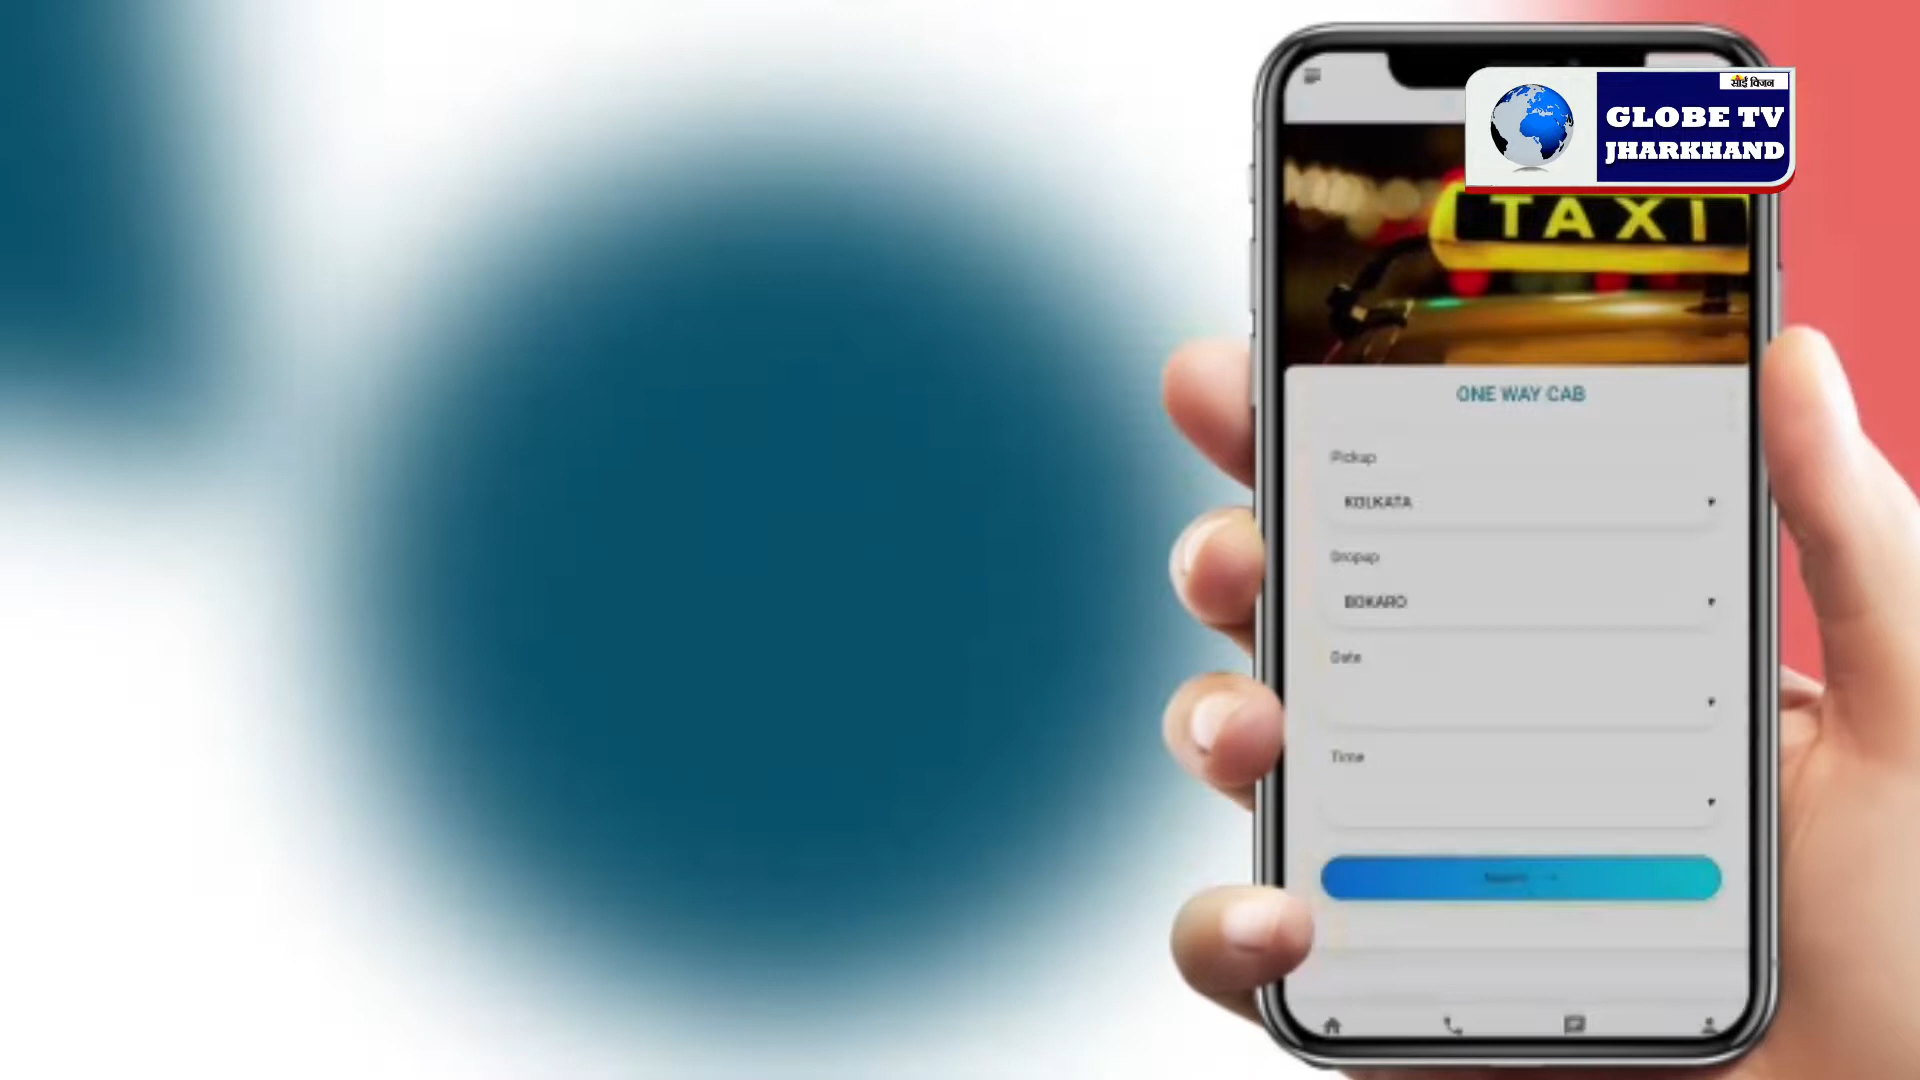 साई विजन
GLOBE TV
JHARKHAND
TAXI
ONE WAY CAB
Pickup
KOLKATA
Dropup
BOKARO
Date
Time